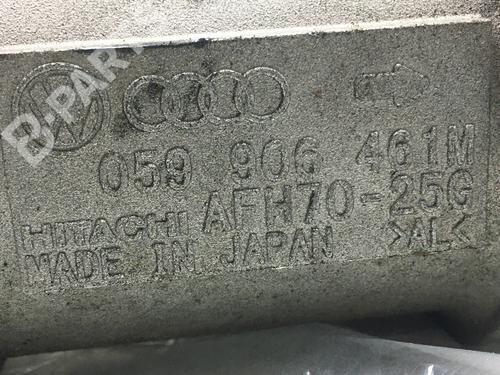 B-PARTS
059 906 461M
HITACHI AFH70-25G
MADE IN JAPAN >AL<